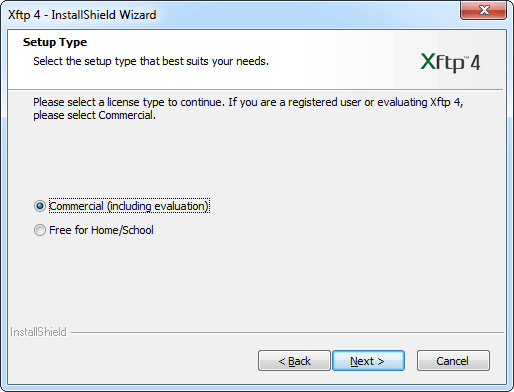 Xftp 4 - InstallShield Wizard
Setup Type
Select the setup type that best suits your needs.
Xftp™4
Please select a license type to continue. If you are a registered user or evaluating Xftp 4,
please select Commercial.
Commercial (including evaluation)
Free for Home/School
InstallShield
< Back
Next >
Cancel